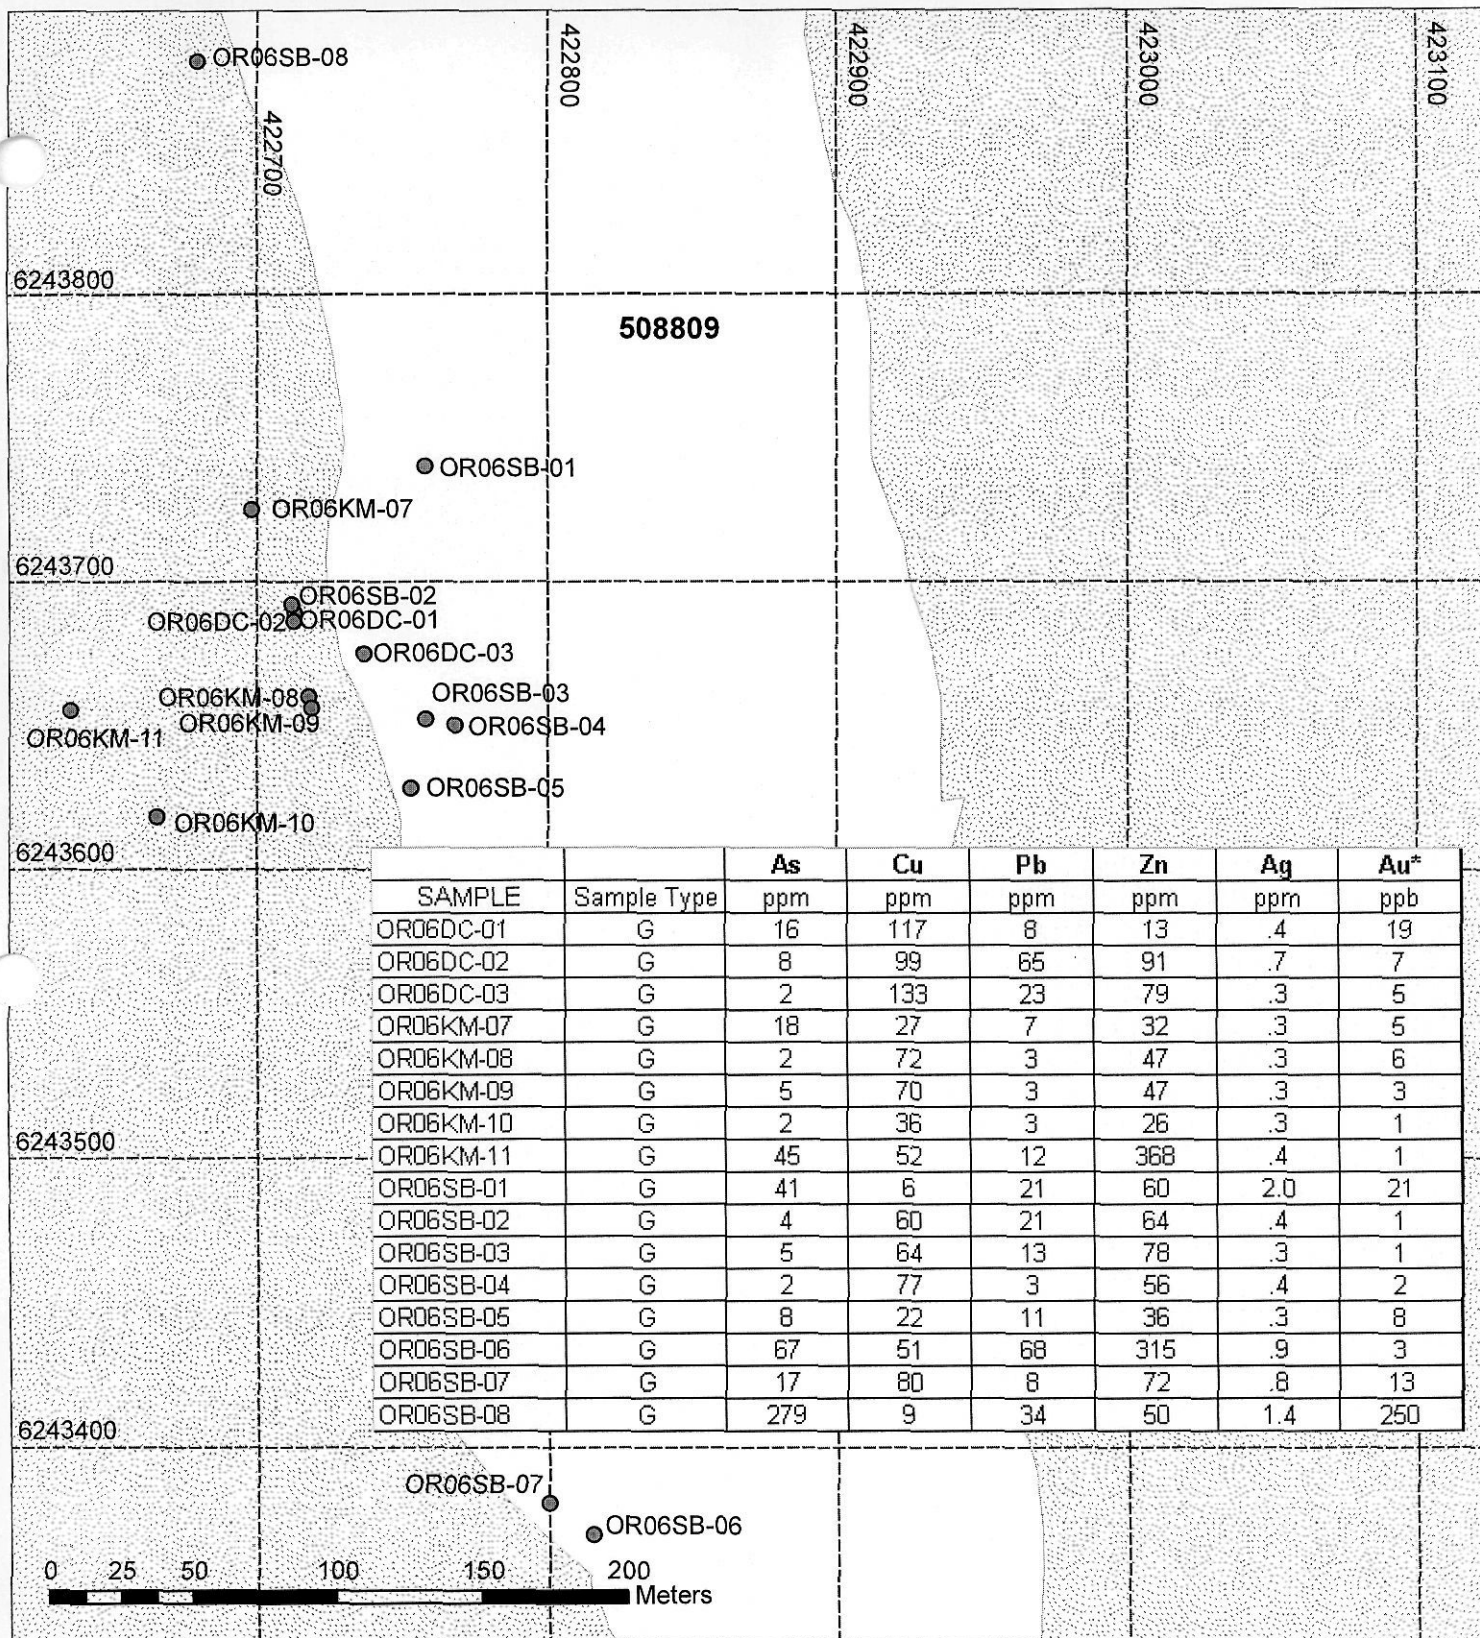 OR06SB-08
422700
422800
422900
423000
423100
6243800
508809
OR06SB-01
OR06KM-07
6243700
OR06SB-02
OR06DC-02 OR06DC-01
OR06DC-03
OR06KM-08
OR06SB-03
OR06KM-09
OR06SB-04
OR06KM-11
OR06SB-05
OR06KM-10
6243600
As Cu Pb Zn Ag Au*
SAMPLE Sample Type ppm ppm ppm ppm ppm ppb
OR06DC-01 G 16 117 8 13 .4 19
OR06DC-02 G 8 99 65 91 .7 7
OR06DC-03 G 2 133 23 79 .3 5
OR06KM-07 G 18 27 7 32 .3 5
OR06KM-08 G 2 72 3 47 .3 6
OR06KM-09 G 5 70 3 47 .3 3
OR06KM-10 G 2 36 3 26 .3 1
OR06KM-11 G 45 52 12 368 .4 1
OR06SB-01 G 41 6 21 60 2.0 21
OR06SB-02 G 4 60 21 64 .4 1
OR06SB-03 G 5 64 13 78 .3 1
OR06SB-04 G 2 77 3 56 .4 2
OR06SB-05 G 8 22 11 36 .3 8
OR06SB-06 G 67 51 68 315 .9 3
OR06SB-07 G 17 80 8 72 .8 13
OR06SB-08 G 279 9 34 50 1.4 250
6243500
6243400
OR06SB-07
OR06SB-06
0 25 50 100 150 200
Meters